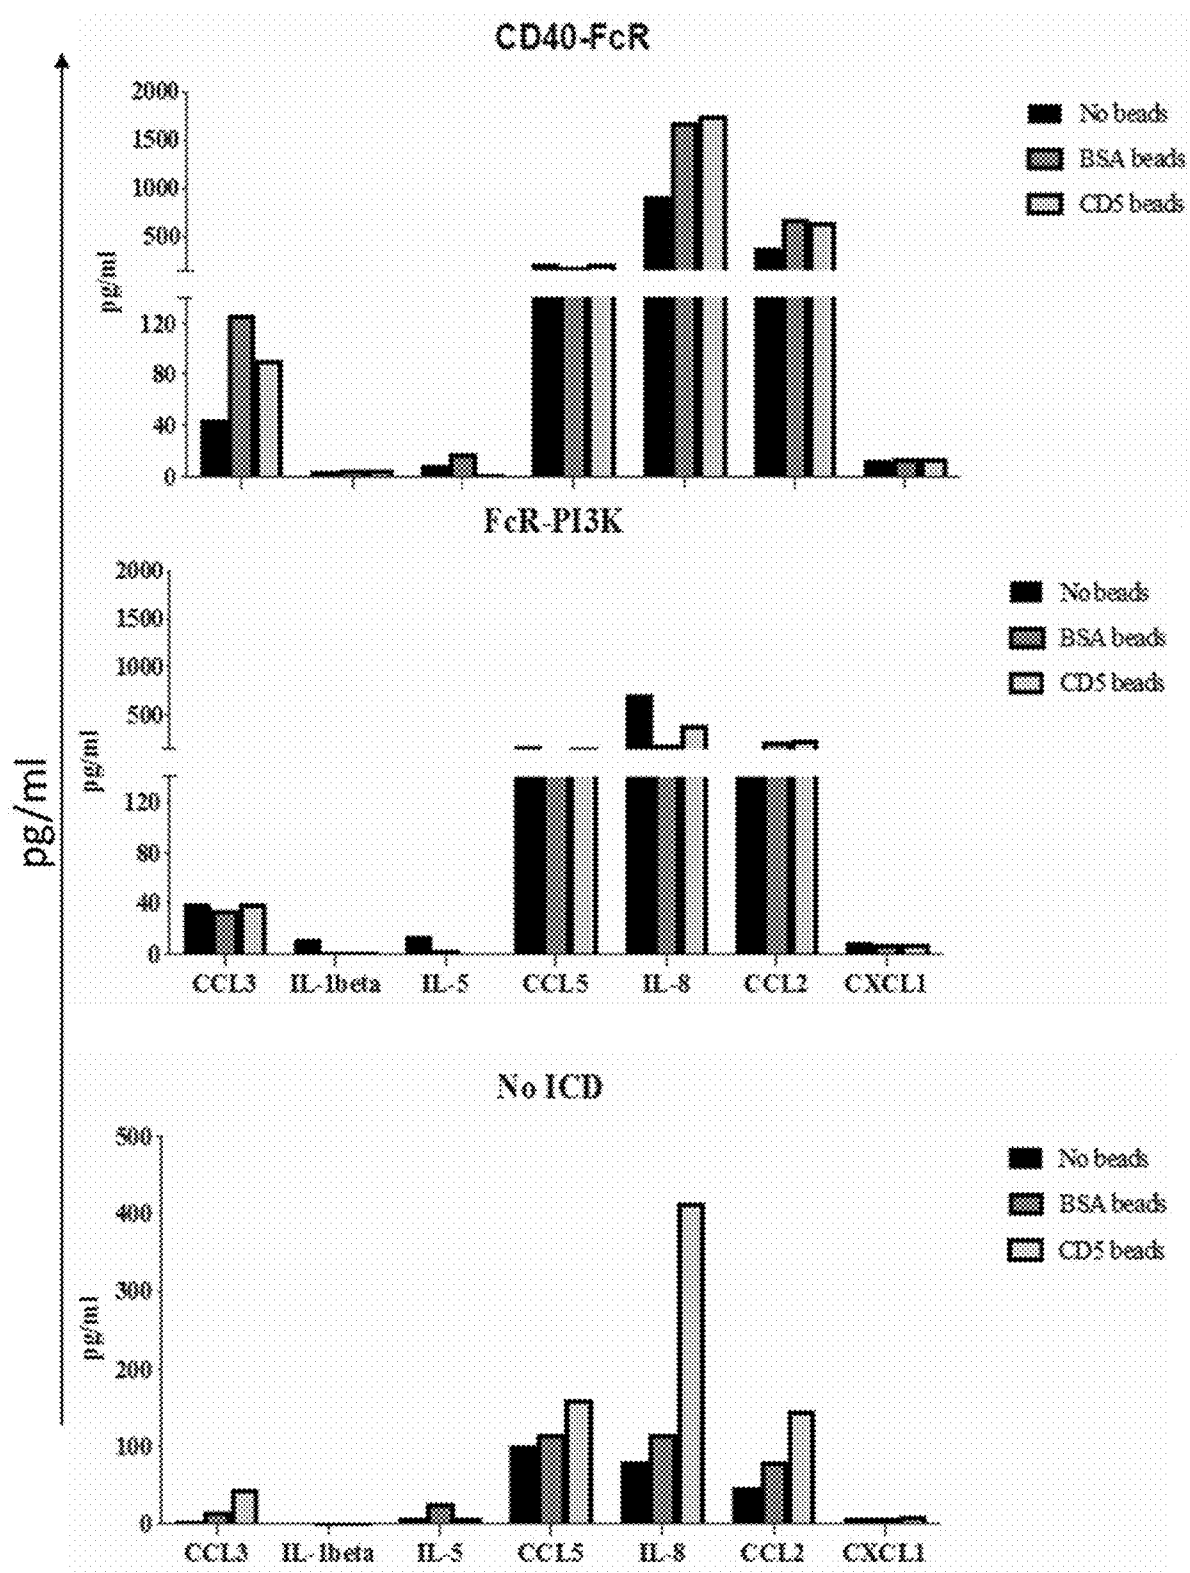 CD40-FcR
2000
1500
1000
500
120
80
40
0
pg/ml
No beads
BSA beads
CD5 beads
FcR-PI3K
2000
1500
1000
500
120
80
40
0
pg/ml
No beads
BSA beads
CD5 beads
CCL3 IL-1beta IL-5 CCL5 IL-8 CCL2 CXCL1
pg/ml
No ICD
500
400
300
200
100
0
pg/ml
No beads
BSA beads
CD5 beads
CCL3 IL-1beta IL-5 CCL5 IL-8 CCL2 CXCL1